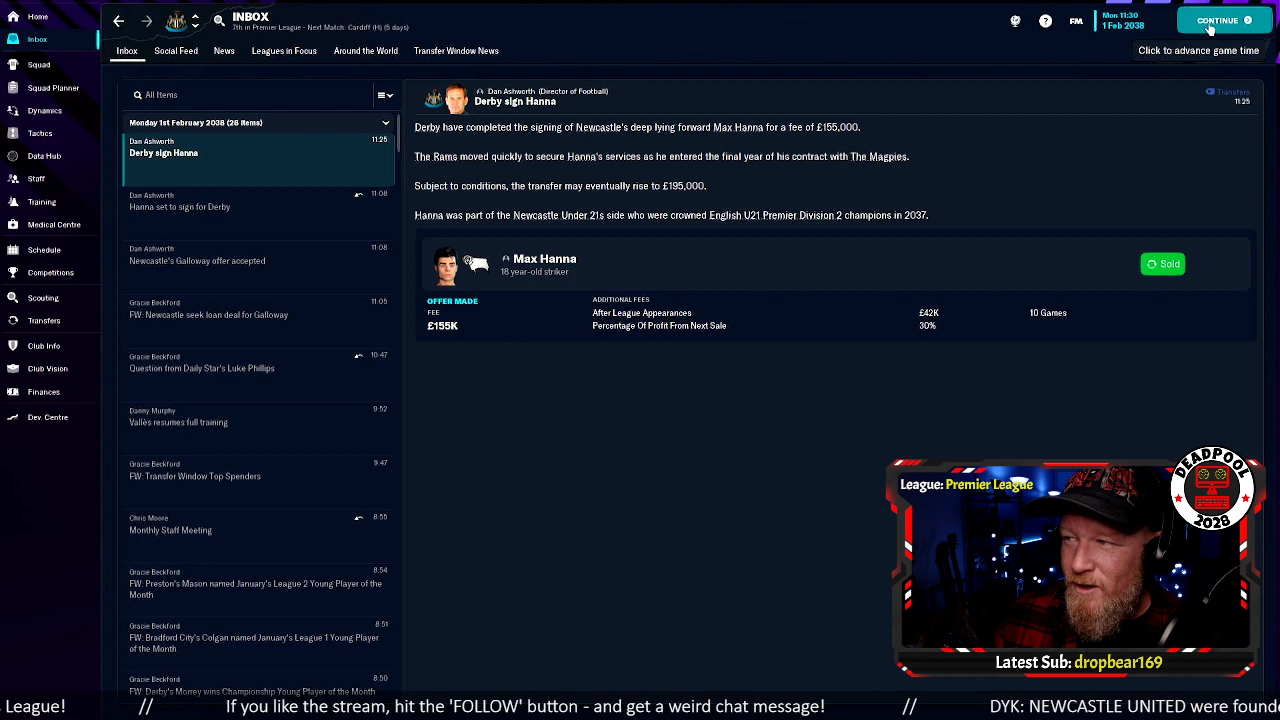 Home
INBOX
7th in Premier League - Next Match: Cardiff (H) (5 days)
FM
Mon 11:30
1 Feb 2038
CONTINUE
Inbox
Squad
Squad Planner
Dynamics
Tactics
Data Hub
Staff
Training
Medical Centre
Schedule
Competitions
Scouting
Transfers
Club Info
Club Vision
Finances
Dev. Centre
Inbox
Social Feed
News
Leagues in Focus
Around the World
Transfer Window News
Click to advance game time
All Items
Monday 1st February 2038 (26 Items)
Dan Ashworth 11:25
Derby sign Hanna
Dan Ashworth 11:08
Hanna set to sign for Derby
Dan Ashworth 11:08
Newcastle's Galloway offer accepted
Gracie Beckford 11:05
FW: Newcastle seek loan deal for Galloway
Gracie Beckford 10:47
Question from Daily Star's Luke Phillips
Danny Murphy 9:52
Vallès resumes full training
Gracie Beckford 9:47
FW: Transfer Window Top Spenders
Chris Moore 8:55
Monthly Staff Meeting
Gracie Beckford 8:54
FW: Preston's Mason named January's League 2 Young Player of the
Month
Gracie Beckford 8:51
FW: Bradford City's Colgan named January's League 1 Young Player
of the Month
Gracie Beckford 8:50
FW: Derby's Morrey wins Championship Young Player of the Month
Dan Ashworth (Director of Football)
Derby sign Hanna
Transfers
11:25
Derby have completed the signing of Newcastle's deep lying forward Max Hanna for a fee of £155,000.
The Rams moved quickly to secure Hanna's services as he entered the final year of his contract with The Magpies.
Subject to conditions, the transfer may eventually rise to £195,000.
Hanna was part of the Newcastle Under 21s side who were crowned English U21 Premier Division 2 champions in 2037.
Max Hanna
18 year-old striker
Sold
OFFER MADE
FEE
£155K
ADDITIONAL FEES
After League Appearances £42K 10 Games
Percentage Of Profit From Next Sale 30%
League: Premier League
DEADPOOL
2028
Latest Sub: dropbear169
s League! // If you like the stream, hit the 'FOLLOW' button - and get a weird chat message! // DYK: NEWCASTLE UNITED were founde